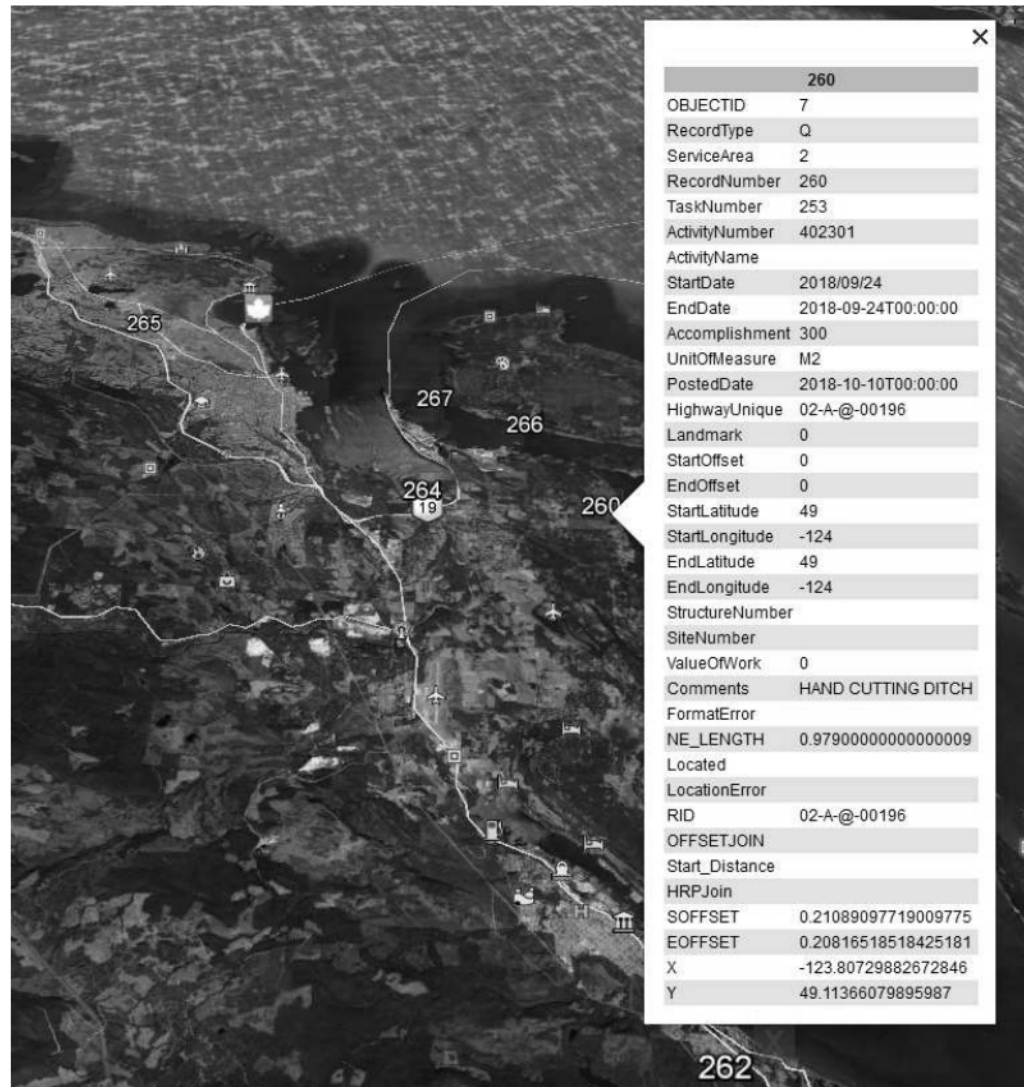 ×
260
OBJECTID 7
RecordType Q
ServiceArea 2
RecordNumber 260
TaskNumber 253
ActivityNumber 402301
ActivityName
StartDate 2018/09/24
EndDate 2018-09-24T00:00:00
Accomplishment 300
UnitOfMeasure M2
PostedDate 2018-10-10T00:00:00
HighwayUnique 02-A-@-00196
Landmark 0
StartOffset 0
EndOffset 0
StartLatitude 49
StartLongitude -124
EndLatitude 49
EndLongitude -124
StructureNumber
SiteNumber
ValueOfWork 0
Comments HAND CUTTING DITCH
FormatError
NE_LENGTH 0.97900000000000009
Located
LocationError
RID 02-A-@-00196
OFFSETJOIN
Start_Distance
HRPJoin
SOFFSET 0.21089097719009775
EOFFSET 0.20816518518425181
X -123.80729882672846
Y 49.11366079895987
265
267
266
264
19
260
H
262